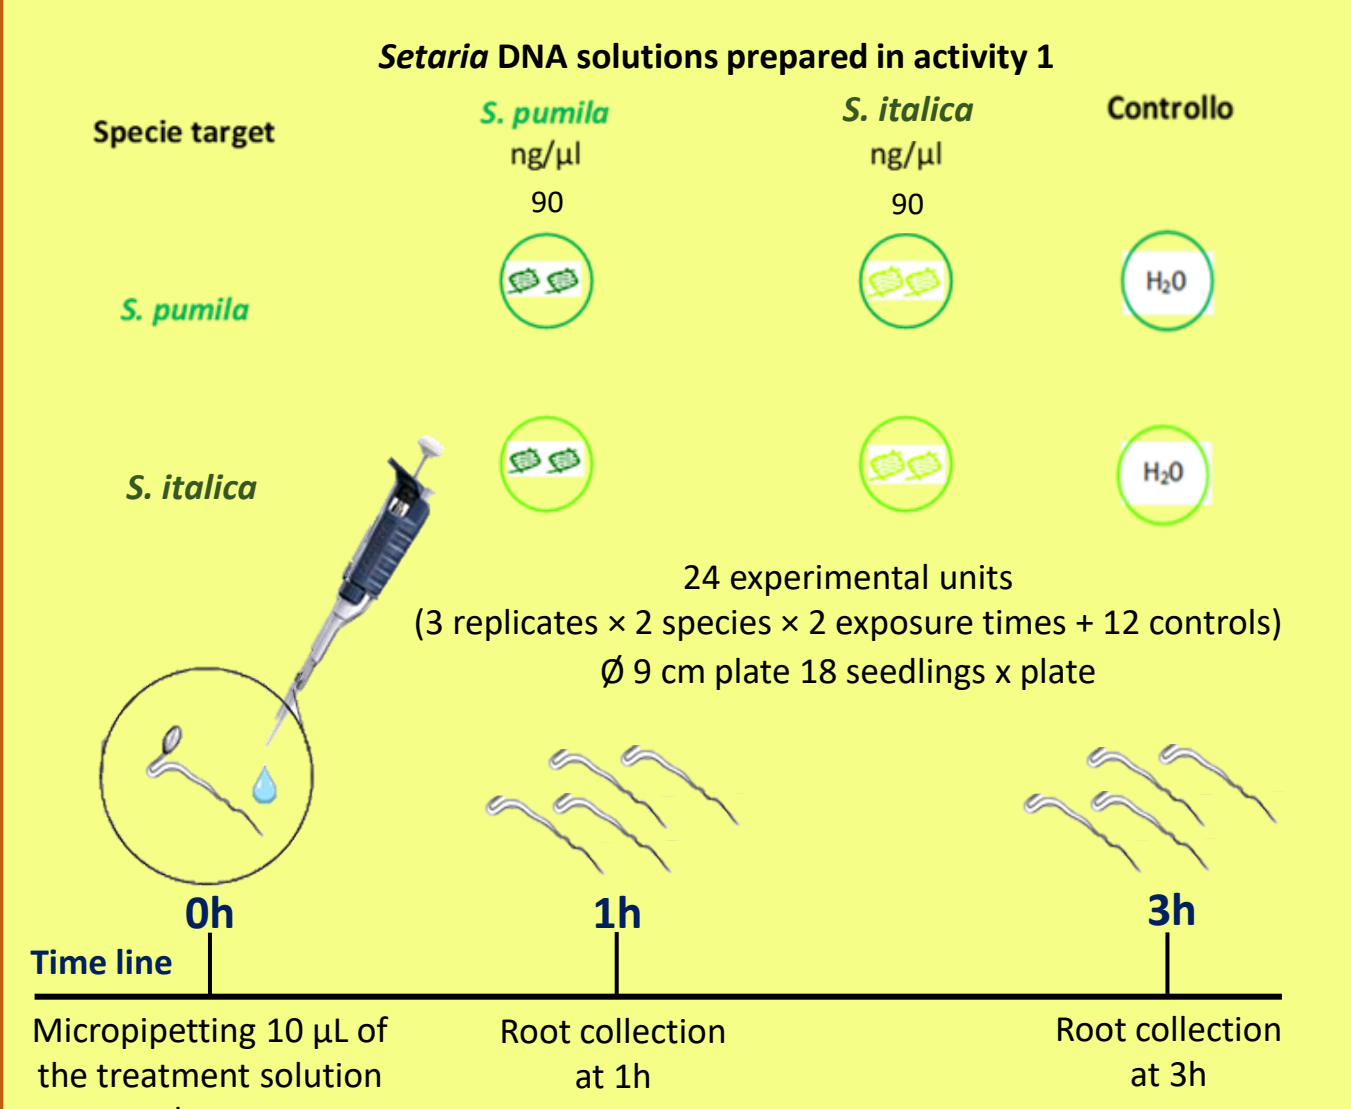 Setaria DNA solutions prepared in activity 1
Specie target
S. pumila
ng/µl
90
S. italica
ng/µl
90
Controllo
S. pumila
H₂0
S. italica
H₂0
24 experimental units
(3 replicates × 2 species × 2 exposure times + 12 controls)
Ø 9 cm plate 18 seedlings x plate
0h
1h
3h
Time line
Micropipetting 10 µL of
the treatment solution
Root collection
at 1h
Root collection
at 3h